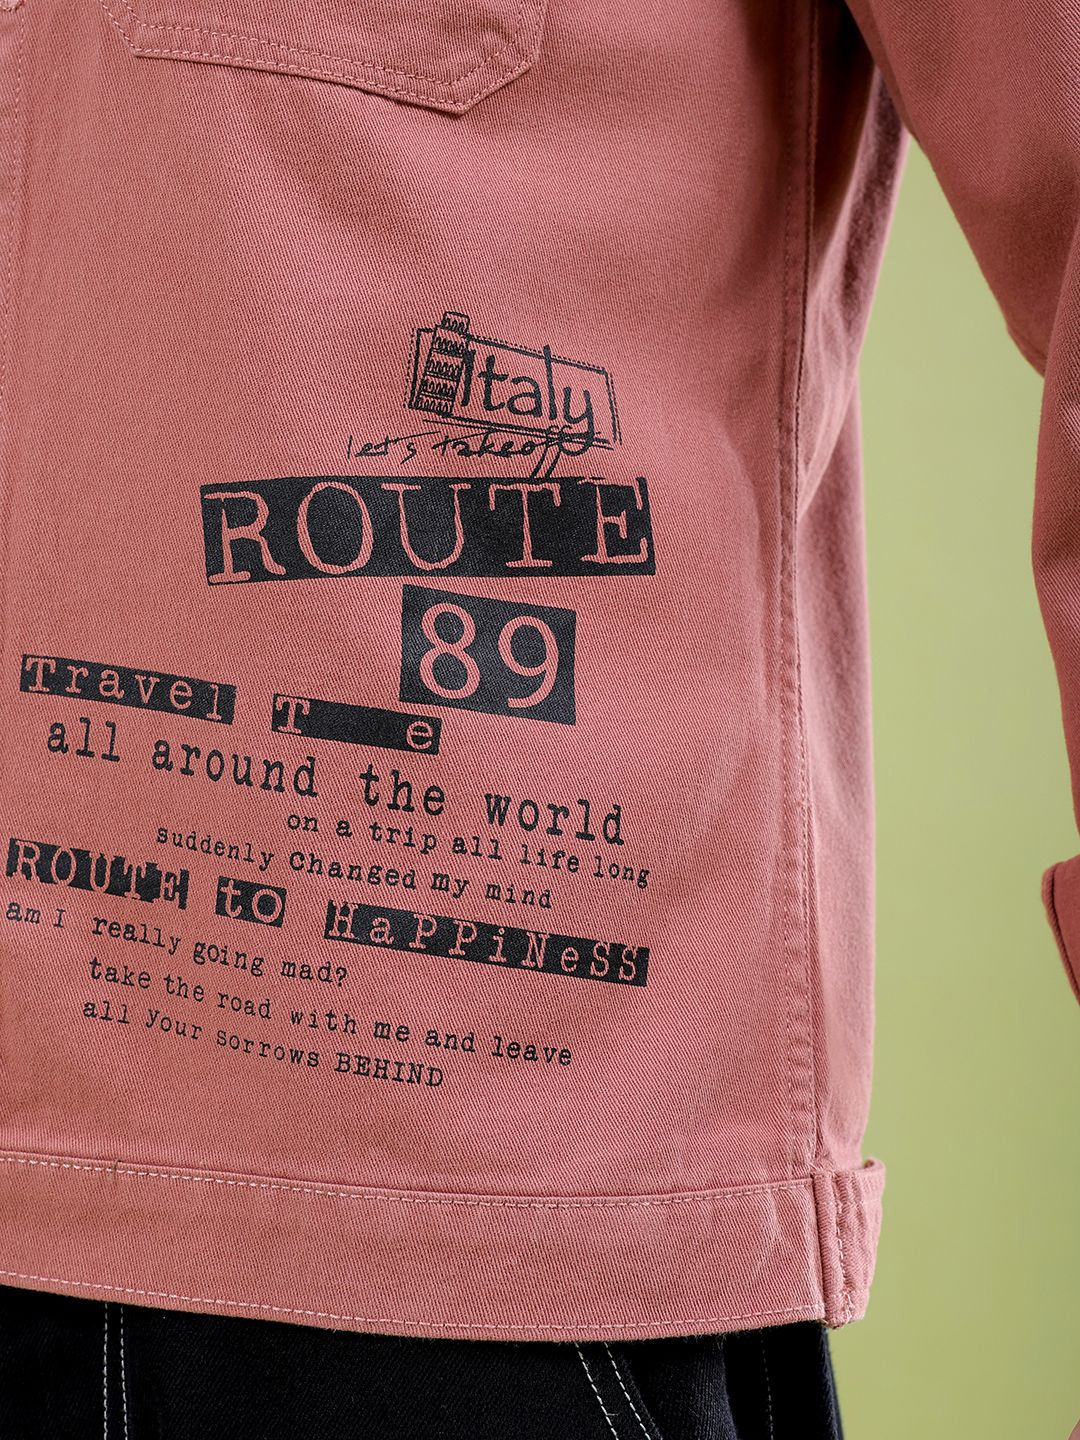 Italy
let's takeoff
ROUTE
89
Travel T e
all around the world
on a trip all life long
suddenly Changed my mind
ROUTE to HaPPiNeSS
am I really going mad?
take the road with me and leave
all Your sorrows BEHIND